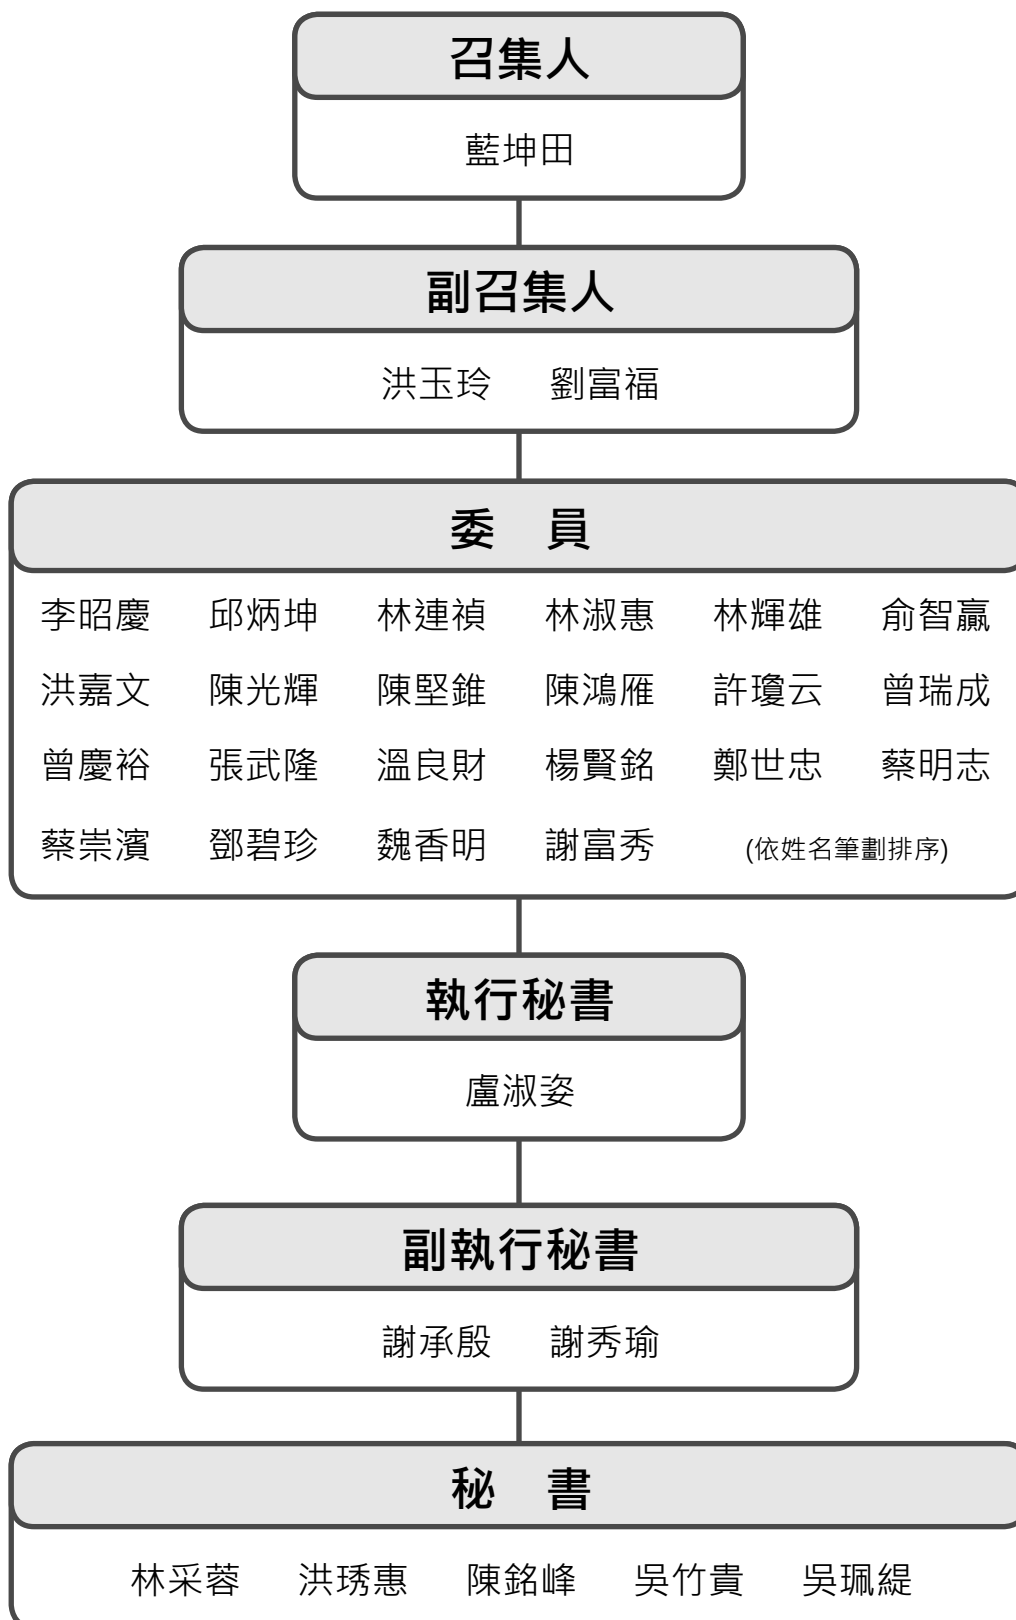 召集人
藍坤田
副召集人
洪玉玲 劉富福
委 員
李昭慶 邱炳坤 林連禎 林淑惠 林輝雄 俞智贏
洪嘉文 陳光輝 陳堅錐 陳鴻雁 許瓊云 曾瑞成
曾慶裕 張武隆 溫良財 楊賢銘 鄭世忠 蔡明志
蔡崇濱 鄧碧珍 魏香明 謝富秀 (依姓名筆劃排序)
執行秘書
盧淑姿
副執行秘書
謝承殷 謝秀瑜
秘 書
林采蓉 洪琇惠 陳銘峰 吳竹貴 吳珮緹